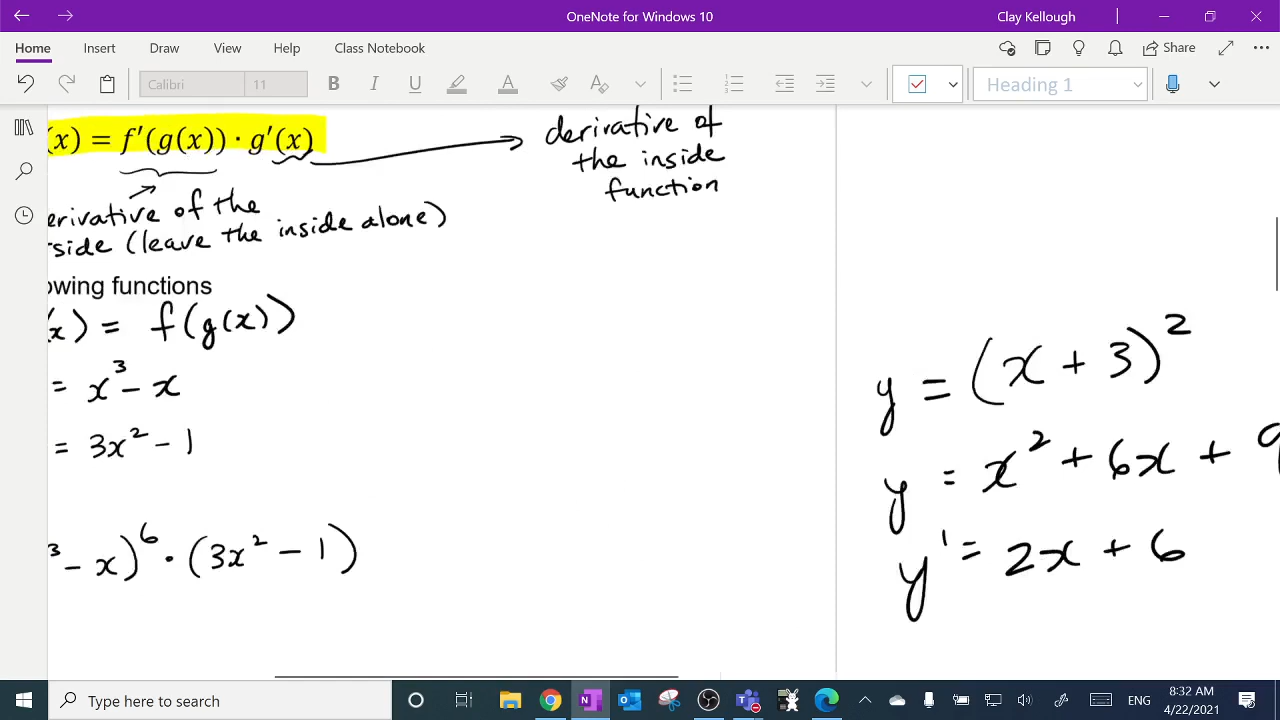 OneNote for Windows 10
Clay Kellough
Home Insert Draw View Help Class Notebook
Share
Calibri 11 B I U A Heading 1
(x) = f′(g(x)) · g′(x)
derivative of
the inside
function
erivative of the
side (leave the inside alone)
owing functions
(x) = f(g(x))
= x³ - x
= 3x² - 1
³ - x)⁶ · (3x² - 1)
y = (x + 3)²
y = x² + 6x + 9
y' = 2x + 6
Type here to search
ENG
8:32 AM
4/22/2021